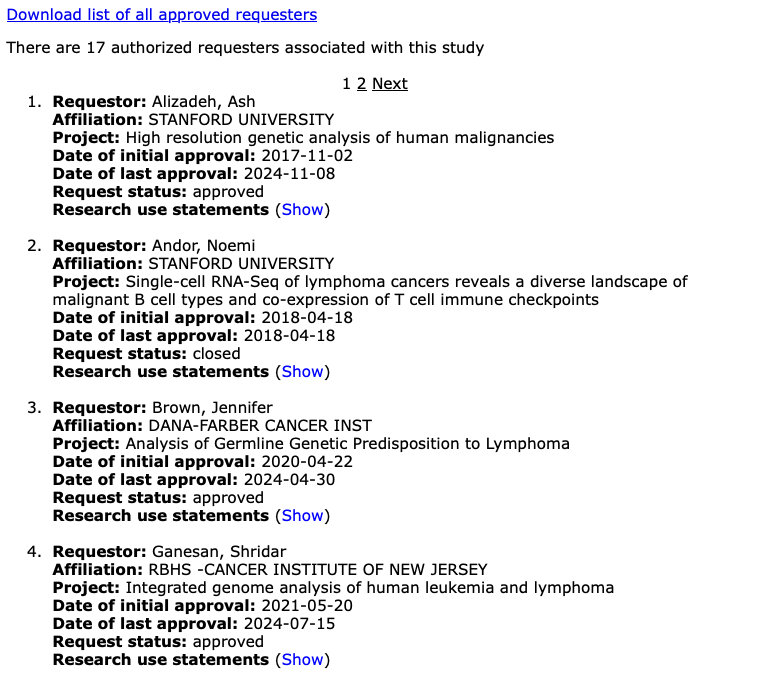 Download list of all approved requesters
There are 17 authorized requesters associated with this study
1 2 Next
1. Requestor: Alizadeh, Ash
Affiliation: STANFORD UNIVERSITY
Project: High resolution genetic analysis of human malignancies
Date of initial approval: 2017-11-02
Date of last approval: 2024-11-08
Request status: approved
Research use statements (Show)
2. Requestor: Andor, Noemi
Affiliation: STANFORD UNIVERSITY
Project: Single-cell RNA-Seq of lymphoma cancers reveals a diverse landscape of
malignant B cell types and co-expression of T cell immune checkpoints
Date of initial approval: 2018-04-18
Date of last approval: 2018-04-18
Request status: closed
Research use statements (Show)
3. Requestor: Brown, Jennifer
Affiliation: DANA-FARBER CANCER INST
Project: Analysis of Germline Genetic Predisposition to Lymphoma
Date of initial approval: 2020-04-22
Date of last approval: 2024-04-30
Request status: approved
Research use statements (Show)
4. Requestor: Ganesan, Shridar
Affiliation: RBHS -CANCER INSTITUTE OF NEW JERSEY
Project: Integrated genome analysis of human leukemia and lymphoma
Date of initial approval: 2021-05-20
Date of last approval: 2024-07-15
Request status: approved
Research use statements (Show)